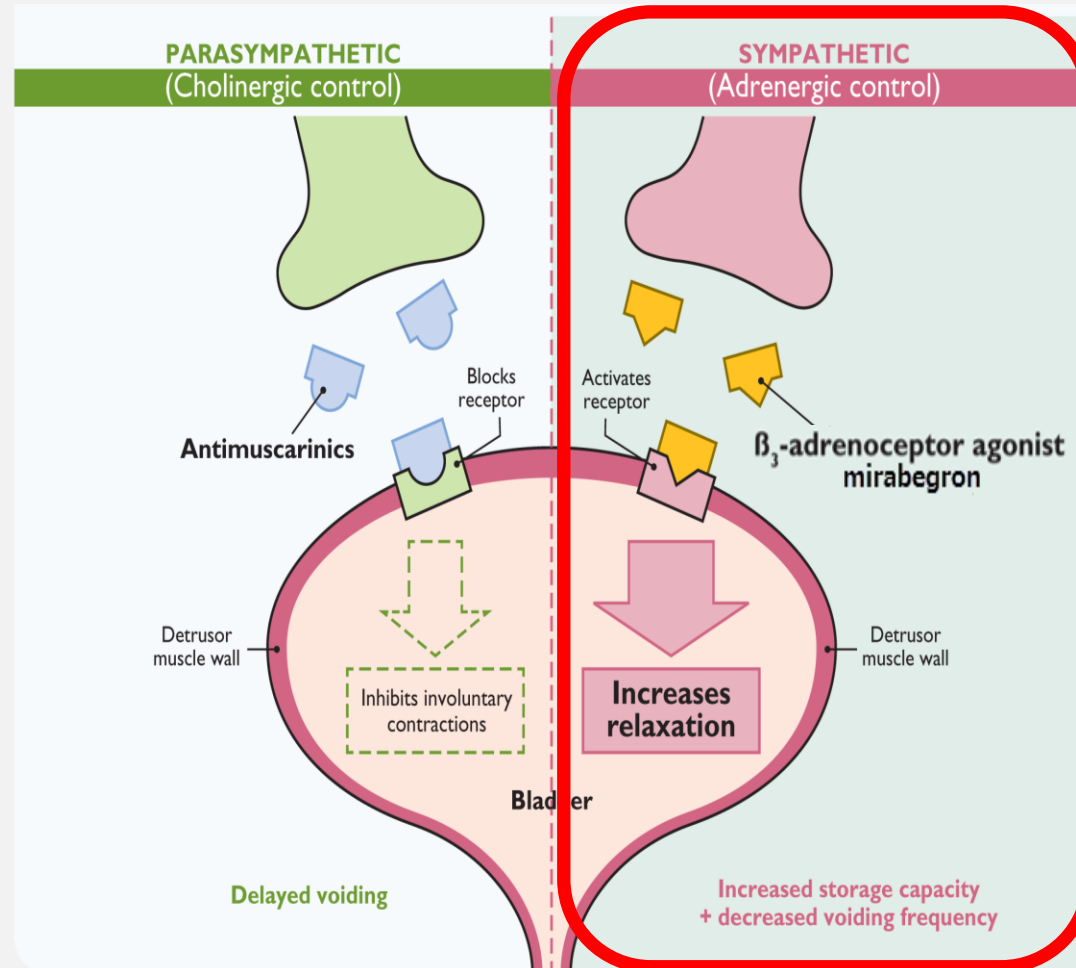 PARASYMPATHETIC
(Cholinergic control)
SYMPATHETIC
(Adrenergic control)
Blocks
receptor
Activates
receptor
Antimuscarinics
ß₃-adrenoceptor agonist
mirabegron
Detrusor
muscle wall
Detrusor
muscle wall
Inhibits involuntary
contractions
Increases
relaxation
Bladder
Delayed voiding
Increased storage capacity
+ decreased voiding frequency